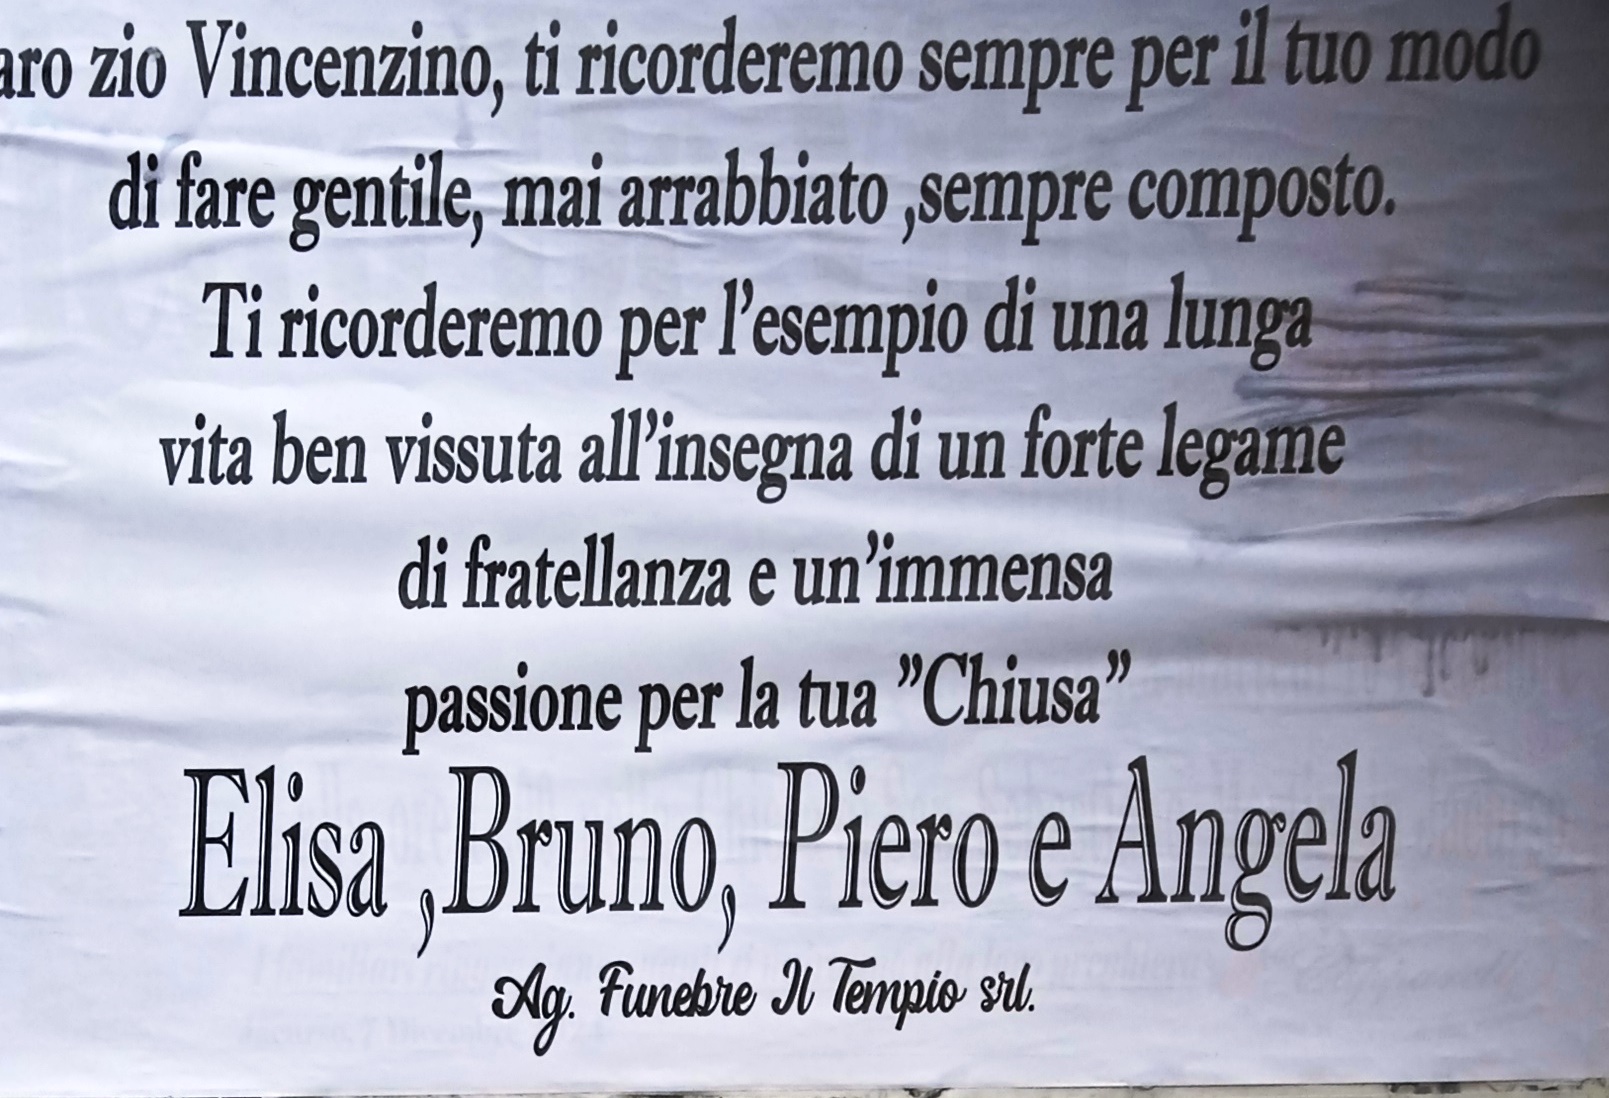 aro zio Vincenzino, ti ricorderemo sempre per il tuo modo
di fare gentile, mai arrabbiato ,sempre composto.
Ti ricorderemo per l'esempio di una lunga
vita ben vissuta all'insegna di un forte legame
di fratellanza e un'immensa
passione per la tua ”Chiusa”
Elisa ,Bruno, Piero e Angela
Ag. Funebre Il Tempio srl.